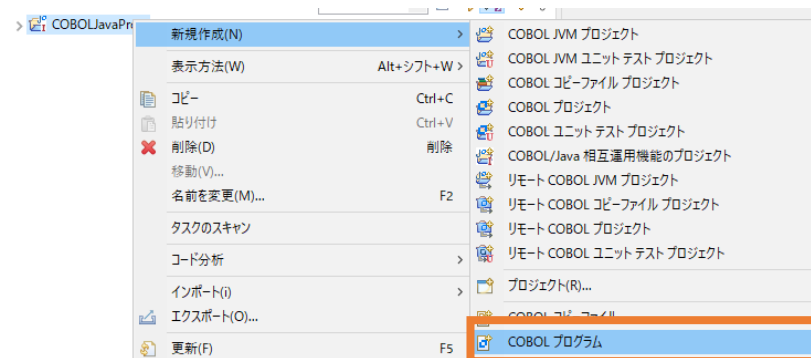 COBOLJavaPro
新規作成(N)
表示方法(W) Alt+シフト+W
コピー Ctrl+C
貼り付け Ctrl+V
削除(D) 削除
移動(V)...
名前を変更(M)... F2
タスクのスキャン
コード分析
インポート(i)
エクスポート(O)...
更新(F) F5
COBOL JVM プロジェクト
COBOL JVM ユニット テスト プロジェクト
COBOL コピーファイル プロジェクト
COBOL プロジェクト
COBOL ユニット テスト プロジェクト
COBOL/Java 相互運用機能のプロジェクト
リモート COBOL JVM プロジェクト
リモート COBOL コピーファイル プロジェクト
リモート COBOL プロジェクト
リモート COBOL ユニット テスト プロジェクト
プロジェクト(R)...
COBOL コピーファイル
COBOL プログラム